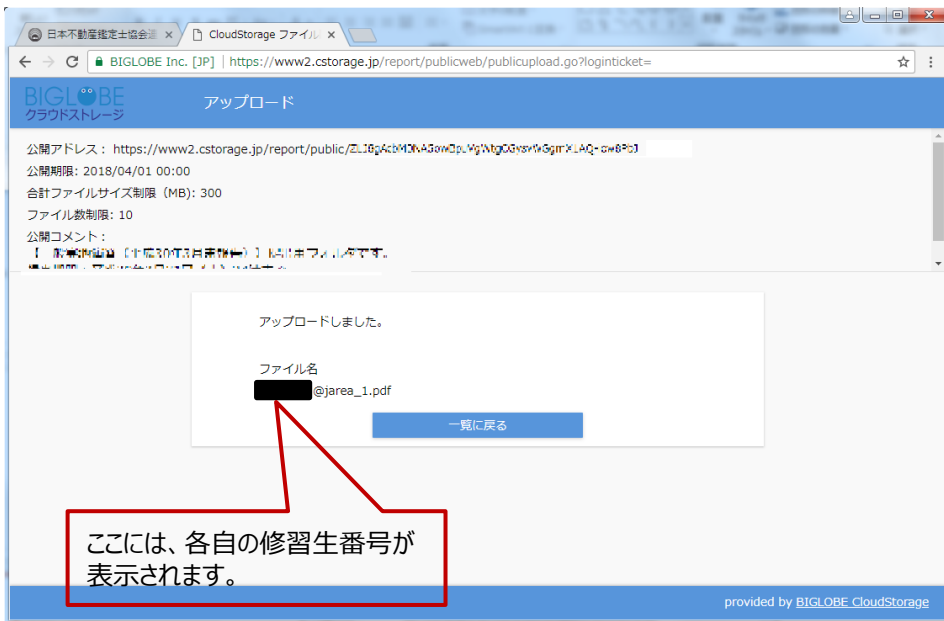 日本不動産鑑定士協会連
CloudStorage ファイル
BIGLOBE Inc. [JP] | https://www2.cstorage.jp/report/publicweb/publicupload.go?loginticket=
BIGLOBE
クラウドストレージ
アップロード
公開アドレス： https://www2.cstorage.jp/report/public/
公開期限: 2018/04/01 00:00
合計ファイルサイズ制限（MB): 300
ファイル数制限: 10
公開コメント：
アップロードしました。
ファイル名
@jarea_1.pdf
一覧に戻る
ここには、各自の修習生番号が
表示されます。
provided by BIGLOBE CloudStorage